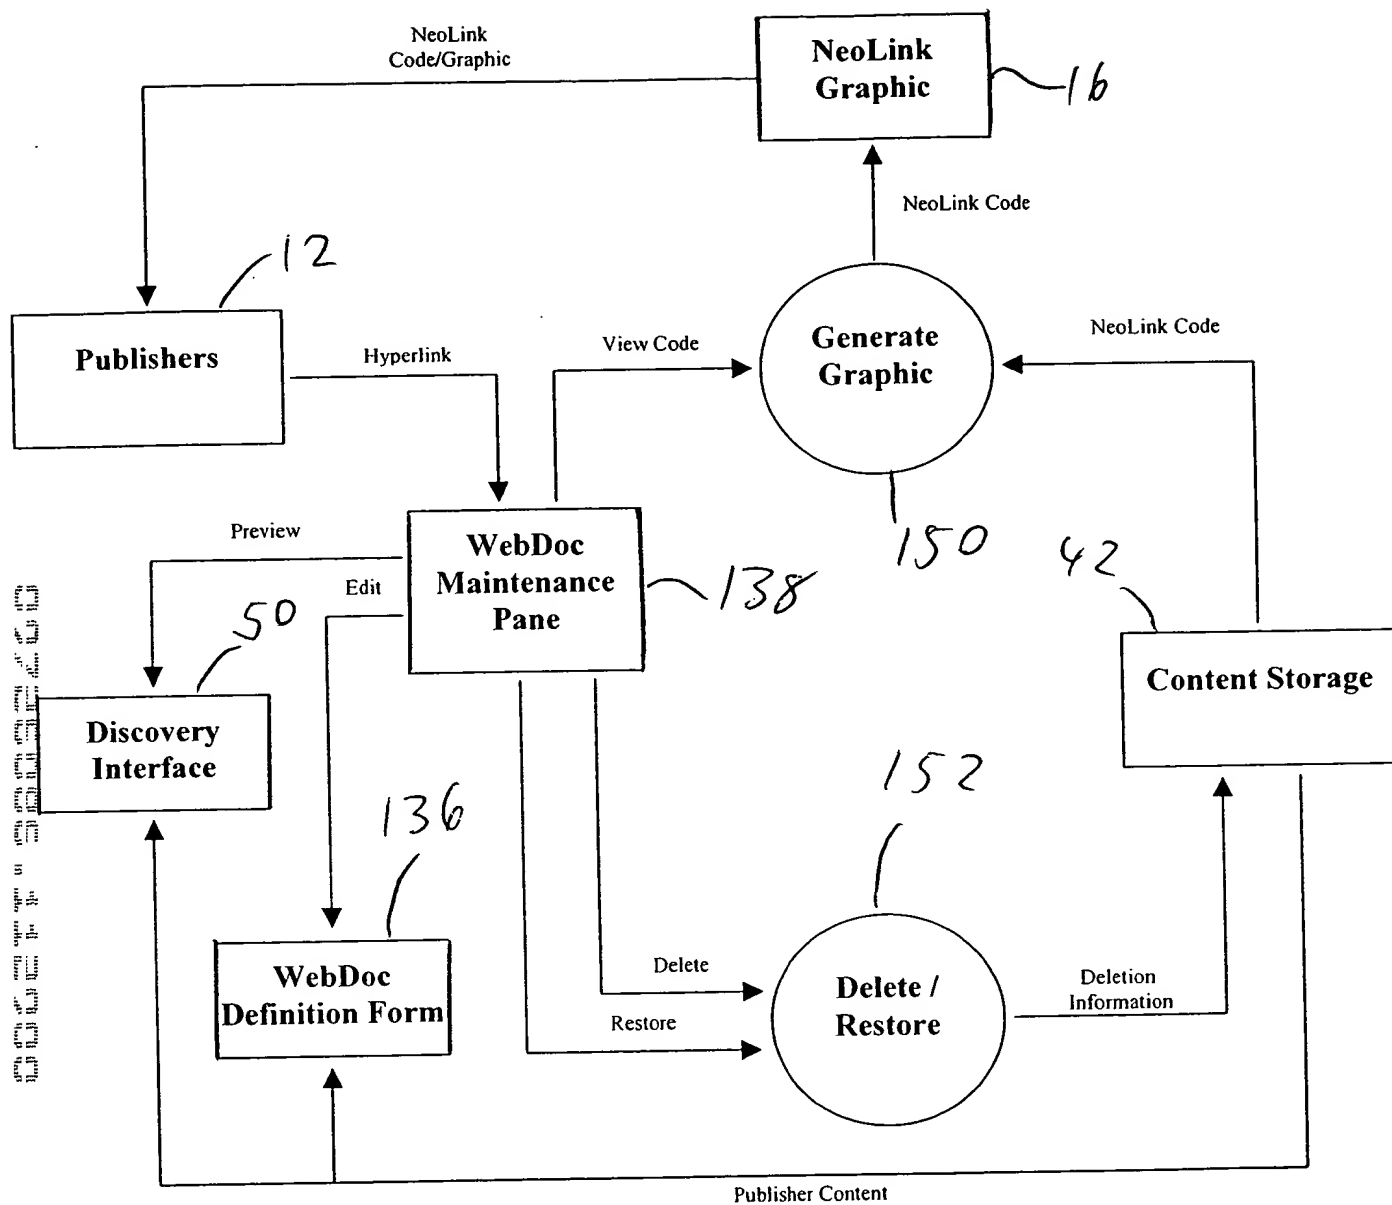 NeoLink
Code/Graphic
NeoLink
Graphic
16
NeoLink Code
12
Publishers
Hyperlink
View Code
Generate
Graphic
NeoLink Code
150
42
Preview
Edit
WebDoc
Maintenance
Pane
138
50
Content Storage
Discovery
Interface
152
136
WebDoc
Definition Form
Delete
Restore
Delete /
Restore
Deletion
Information
Publisher Content